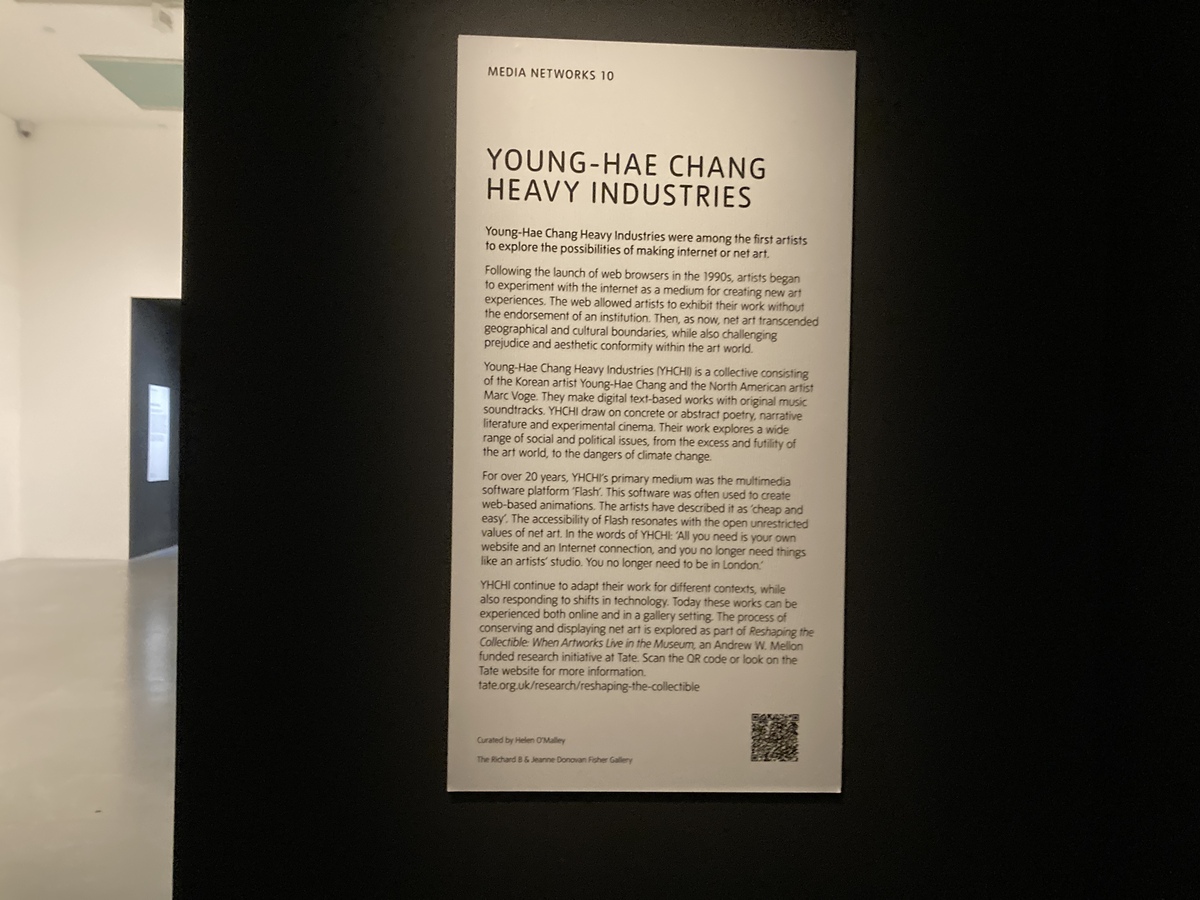 MEDIA NETWORKS 10
YOUNG-HAE CHANG
HEAVY INDUSTRIES
Young-Hae Chang Heavy Industries were among the first artists
to explore the possibilities of making internet or net art.
Following the launch of web browsers in the 1990s, artists began
to experiment with the internet as a medium for creating new art
experiences. The web allowed artists to exhibit their work without
the endorsement of an institution. Then, as now, net art transcended
geographical and cultural boundaries, while also challenging
prejudice and aesthetic conformity within the art world.
Young-Hae Chang Heavy Industries (YHCHI) is a collective consisting
of the Korean artist Young-Hae Chang and the North American artist
Marc Voge. They make digital text-based works with original music
soundtracks. YHCHI draw on concrete or abstract poetry, narrative
literature and experimental cinema. Their work explores a wide
range of social and political issues, from the excess and futility of
the art world, to the dangers of climate change.
For over 20 years, YHCHI's primary medium was the multimedia
software platform 'Flash'. This software was often used to create
web-based animations. The artists have described it as 'cheap and
easy'. The accessibility of Flash resonates with the open unrestricted
values of net art. In the words of YHCHI: 'All you need is your own
website and an Internet connection, and you no longer need things
like an artists' studio. You no longer need to be in London.'
YHCHI continue to adapt their work for different contexts, while
also responding to shifts in technology. Today these works can be
experienced both online and in a gallery setting. The process of
conserving and displaying net art is explored as part of Reshaping the
Collectible: When Artworks Live in the Museum, an Andrew W. Mellon
funded research initiative at Tate. Scan the QR code or look on the
Tate website for more information.
tate.org.uk/research/reshaping-the-collectible
Curated by Helen O'Malley
The Richard B & Jeanne Donovan Fisher Gallery